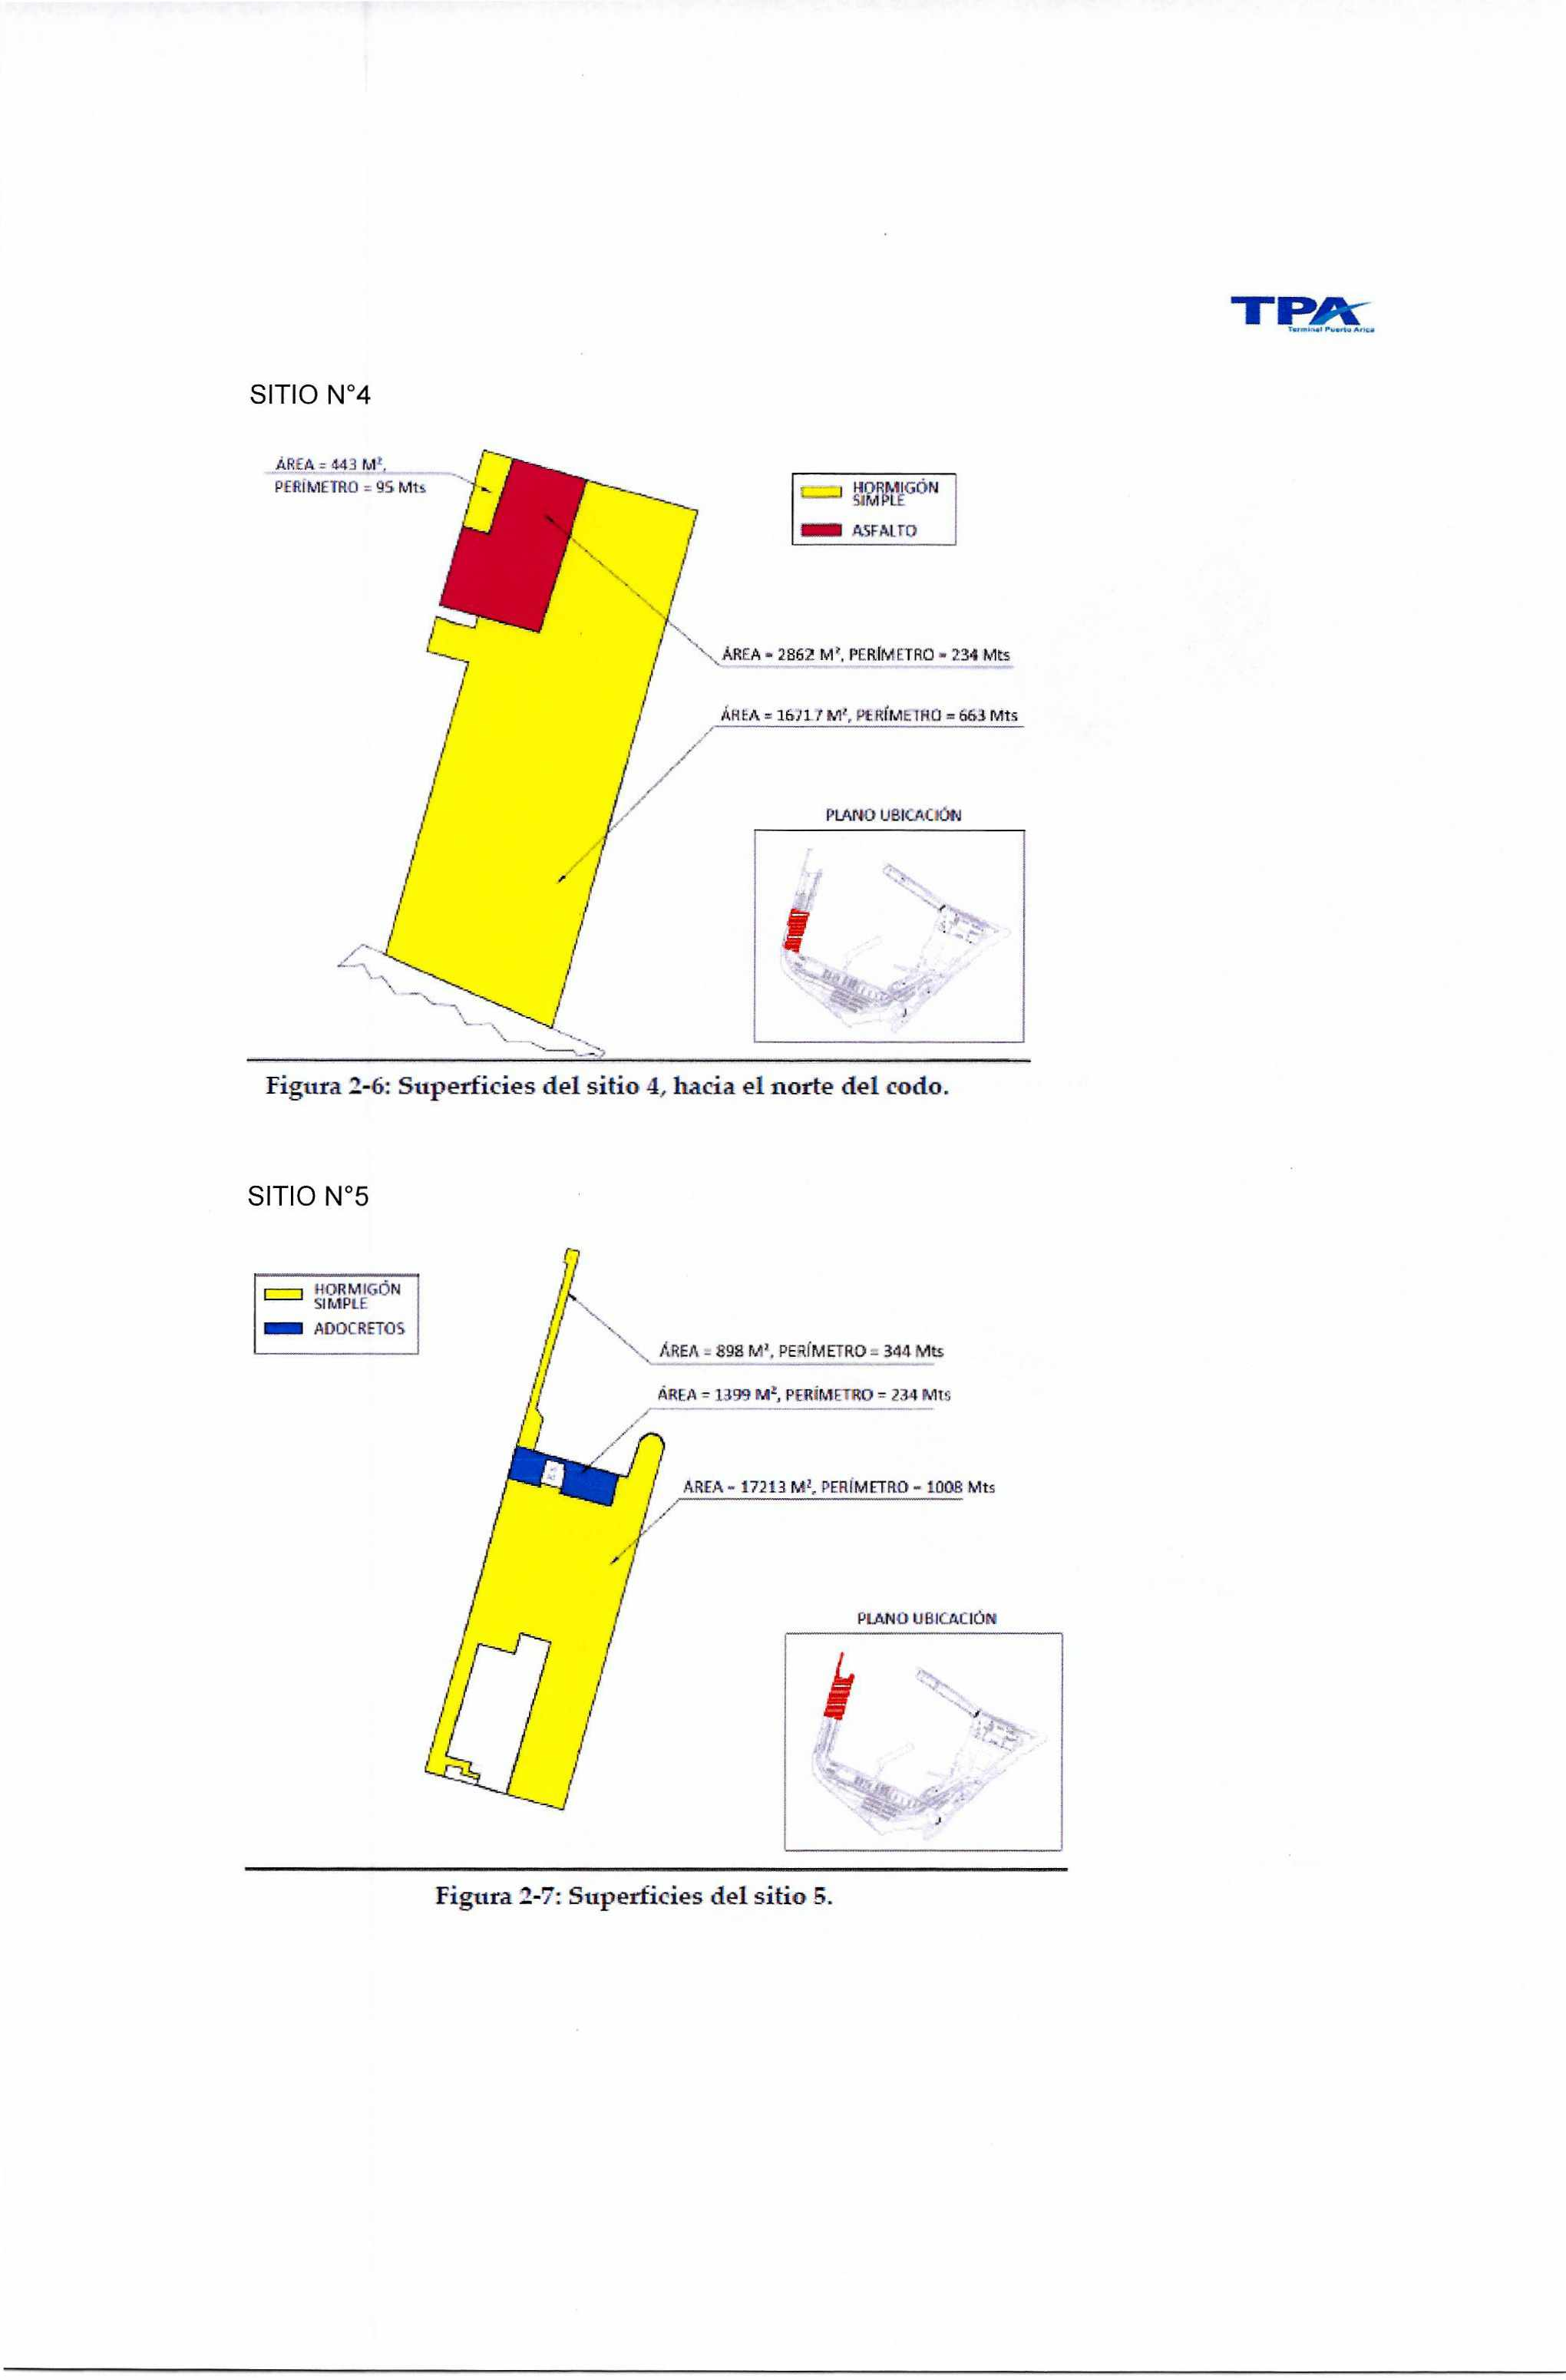 TPA
Terminal Puerto Arica
SITIO N°4
ÁREA = 443 M²,
PERÍMETRO = 95 Mts
HORMIGÓN
SIMPLE
ASFALTO
ÁREA = 2862 M², PERÍMETRO = 234 Mts
ÁREA = 16717 M², PERÍMETRO = 663 Mts
PLANO UBICACIÓN
Figura 2-6: Superficies del sitio 4, hacia el norte del codo.
SITIO N°5
HORMIGÓN
SIMPLE
ADOCRETOS
ÁREA = 898 M², PERÍMETRO = 344 Mts
ÁREA = 1399 M², PERÍMETRO = 234 Mts
ÁREA = 17213 M², PERÍMETRO = 1008 Mts
PLANO UBICACIÓN
Figura 2-7: Superficies del sitio 5.